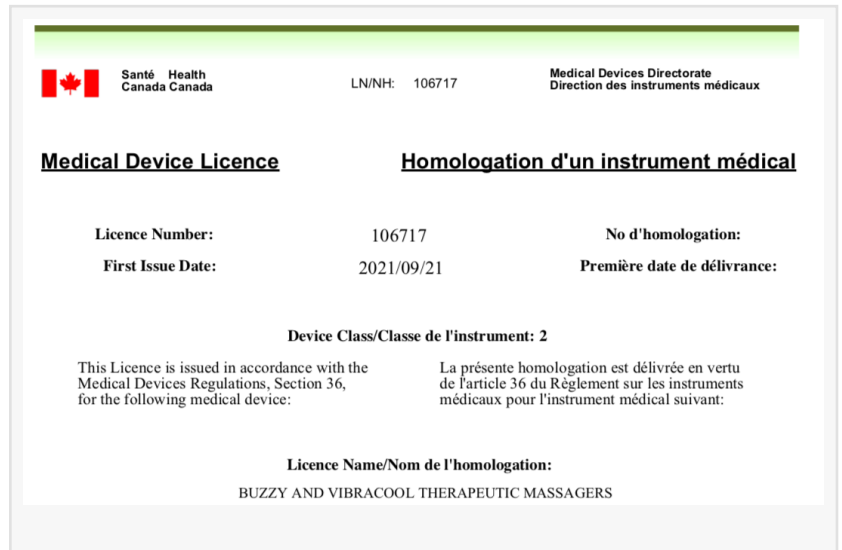 Santé Health
Canada Canada
LN/NH: 106717
Medical Devices Directorate
Direction des instruments médicaux
Medical Device Licence
Homologation d'un instrument médical
Licence Number: 106717 No d'homologation:
First Issue Date: 2021/09/21 Première date de délivrance:
Device Class/Classe de l'instrument: 2
This Licence is issued in accordance with the
Medical Devices Regulations, Section 36,
for the following medical device:
La présente homologation est délivrée en vertu
de l'article 36 du Règlement sur les instruments
médicaux pour l'instrument médical suivant:
Licence Name/Nom de l'homologation:
BUZZY AND VIBRACOOL THERAPEUTIC MASSAGERS